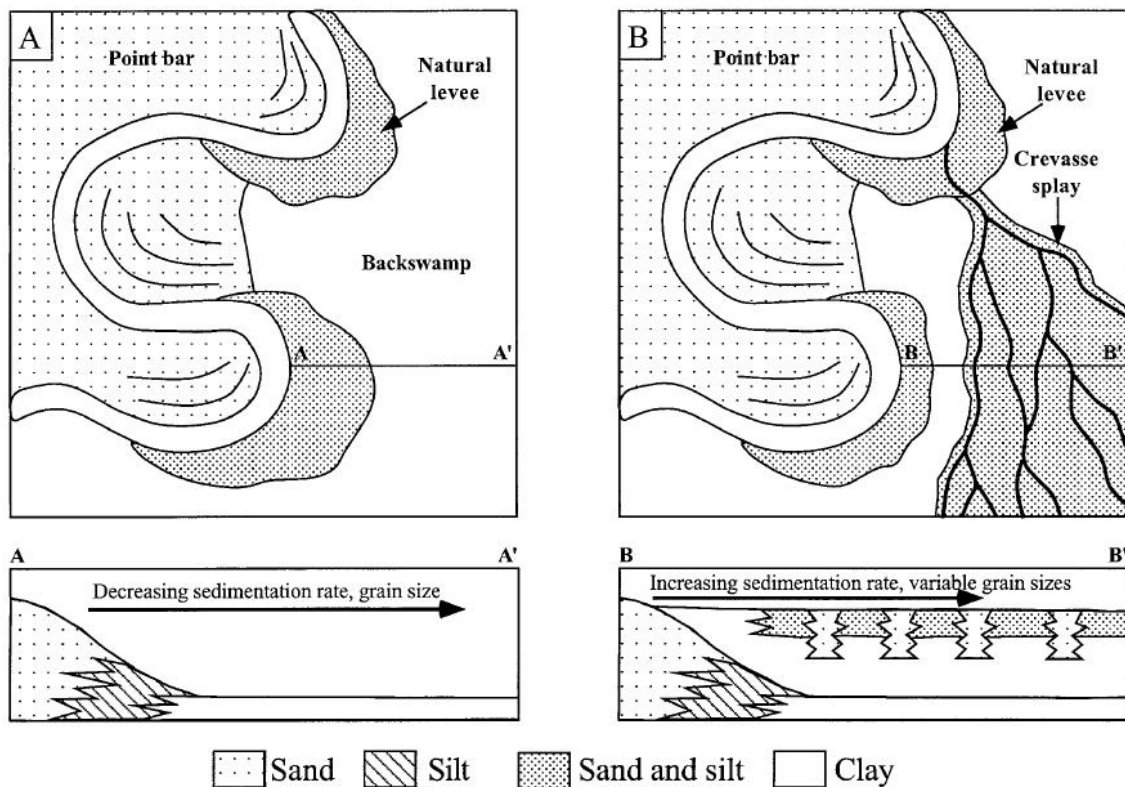 A
Point bar
Natural
levee
Backswamp
A
A'
B
Point bar
Natural
levee
Crevasse
splay
B
B'
A
A'
Decreasing sedimentation rate, grain size
B
B'
Increasing sedimentation rate, variable grain sizes
Sand
Silt
Sand and silt
Clay